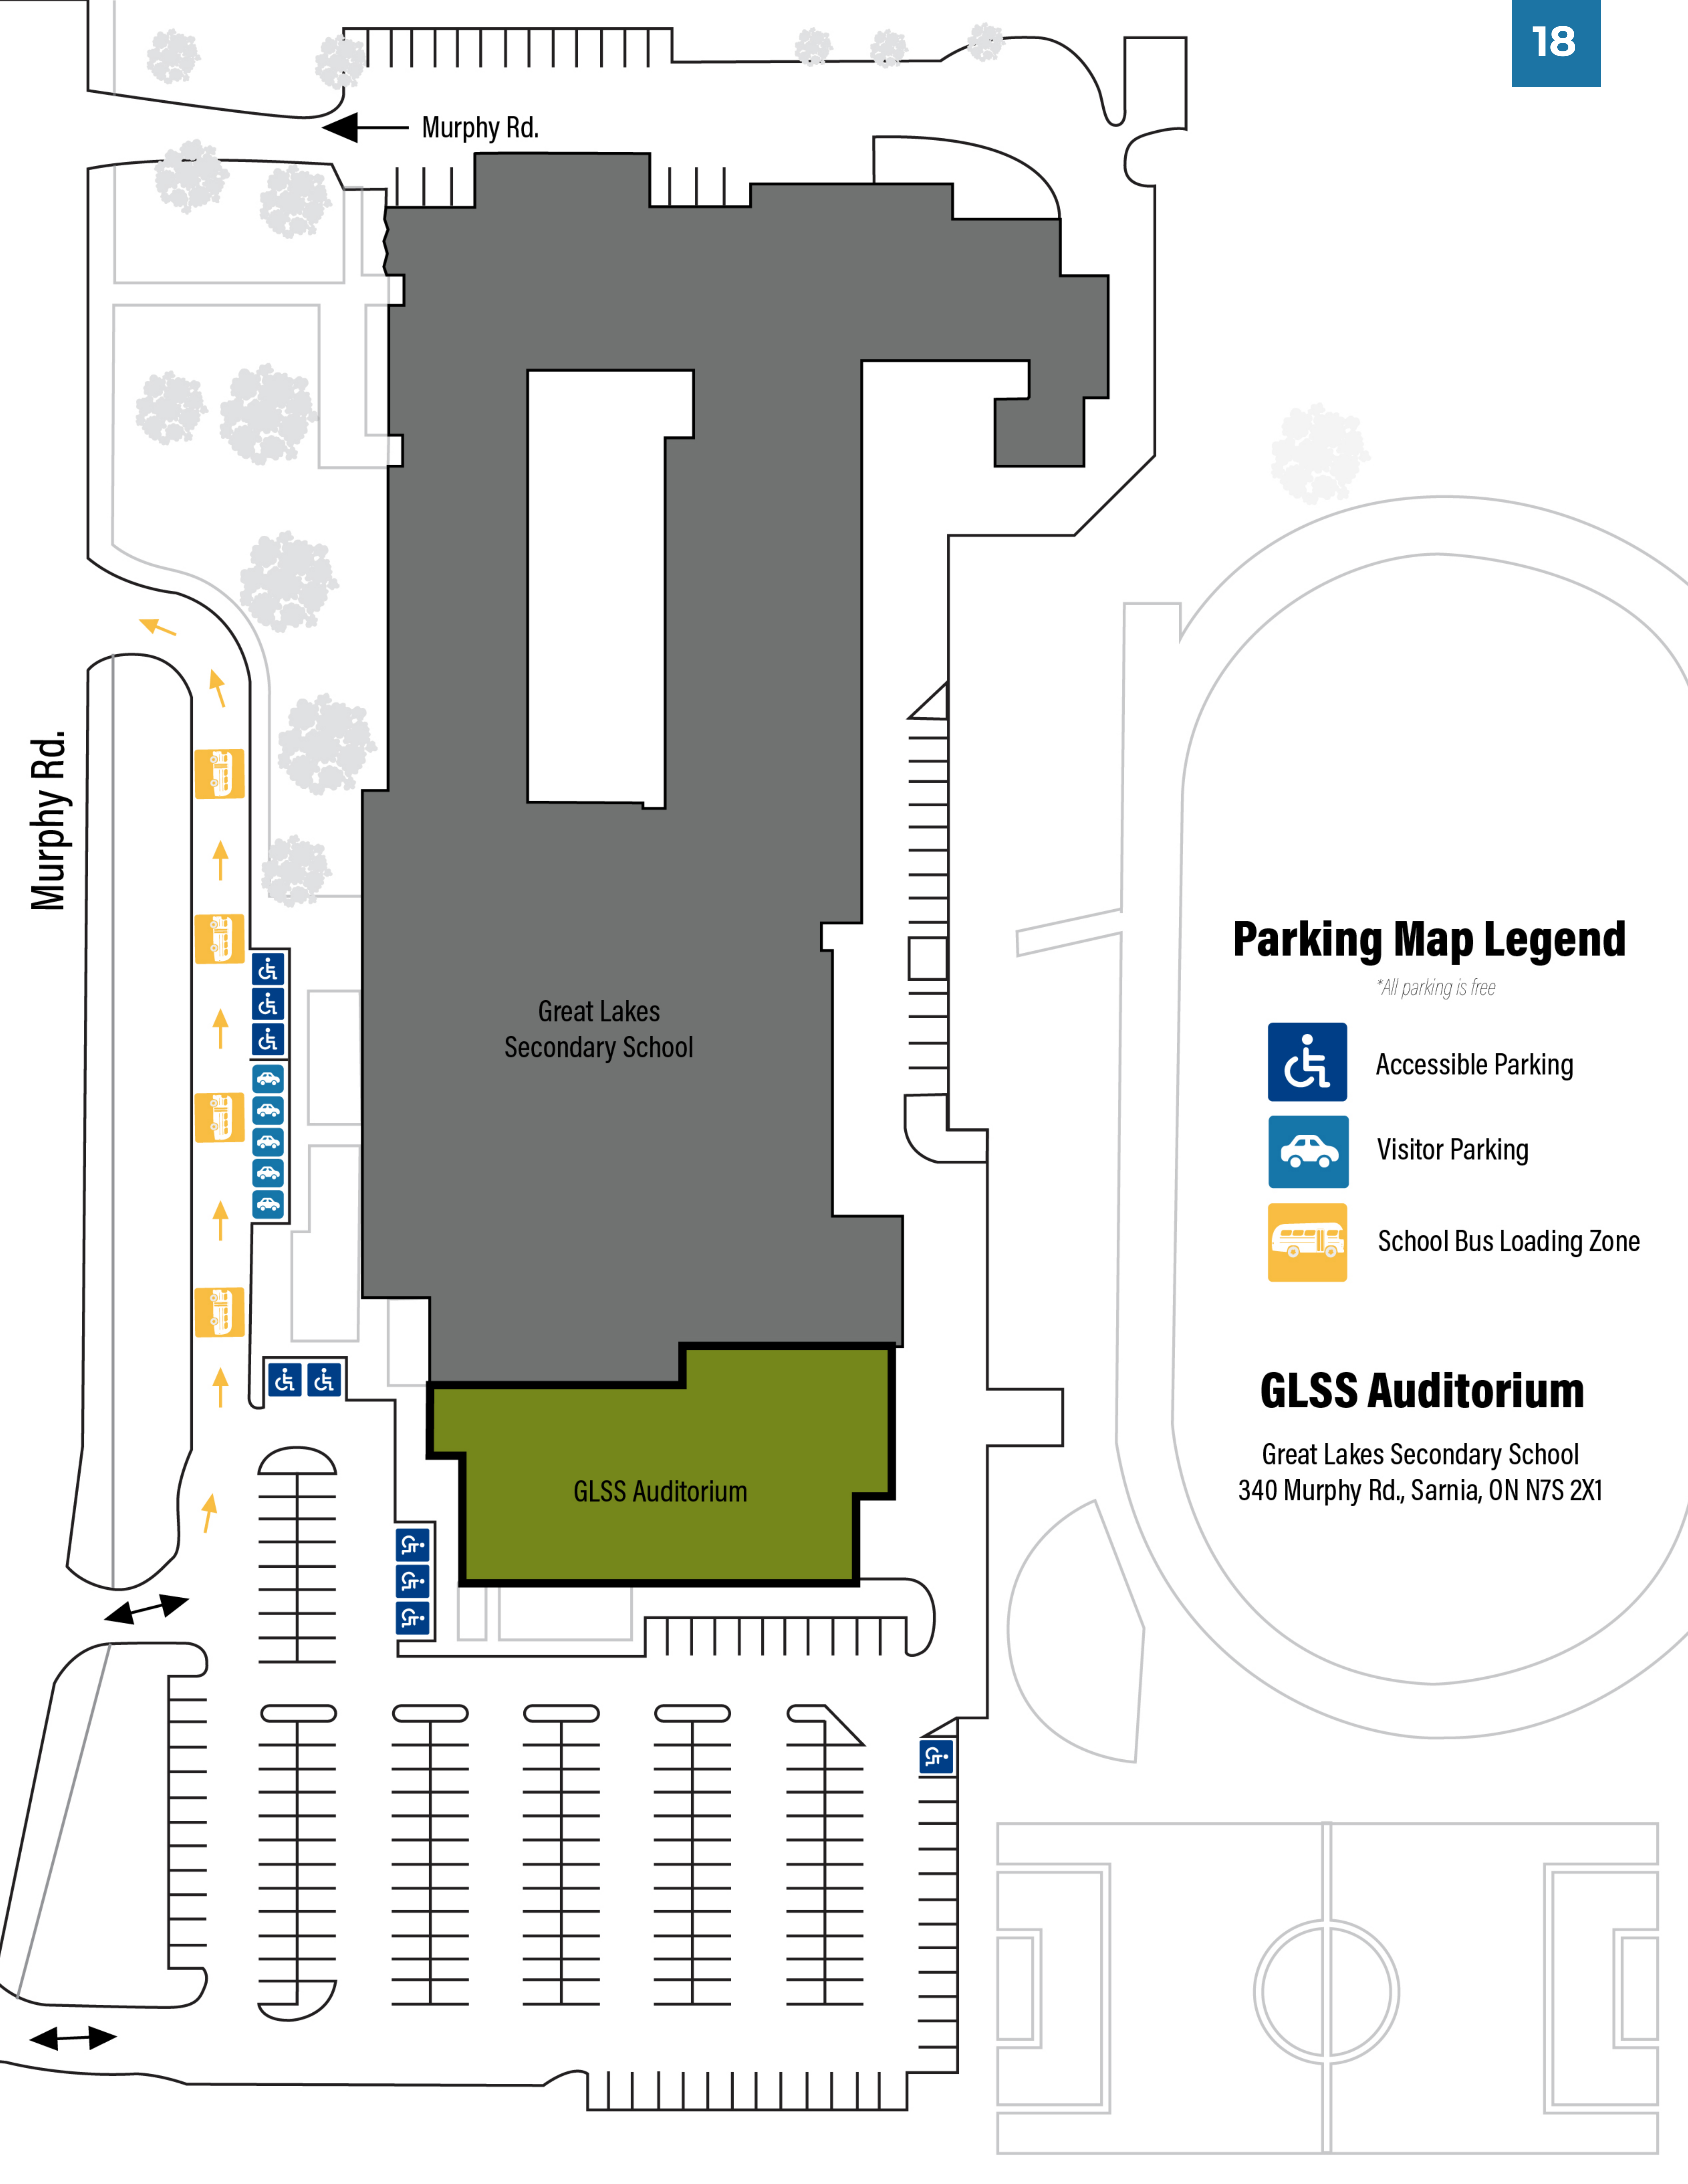 18
Murphy Rd.
Murphy Rd.
Great Lakes
Secondary School
Parking Map Legend
*All parking is free
Accessible Parking
Visitor Parking
School Bus Loading Zone
GLSS Auditorium
Great Lakes Secondary School
340 Murphy Rd., Sarnia, ON N7S 2X1
GLSS Auditorium